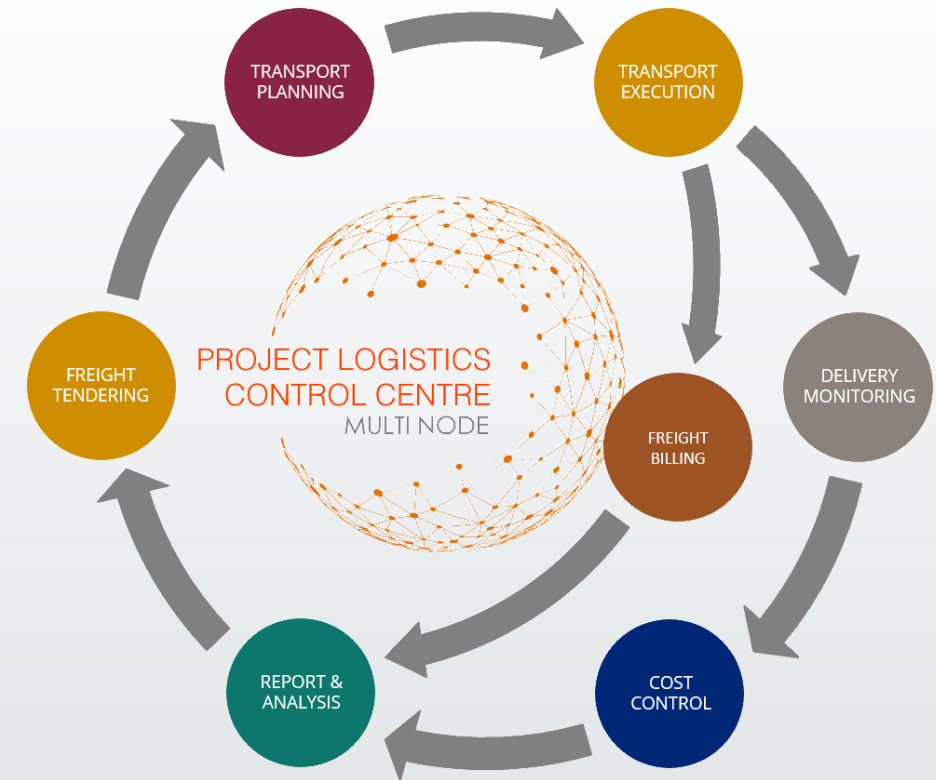 TRANSPORT
PLANNING
TRANSPORT
EXECUTION
FREIGHT
TENDERING
PROJECT LOGISTICS
CONTROL CENTRE
MULTI NODE
DELIVERY
MONITORING
FREIGHT
BILLING
REPORT &
ANALYSIS
COST
CONTROL